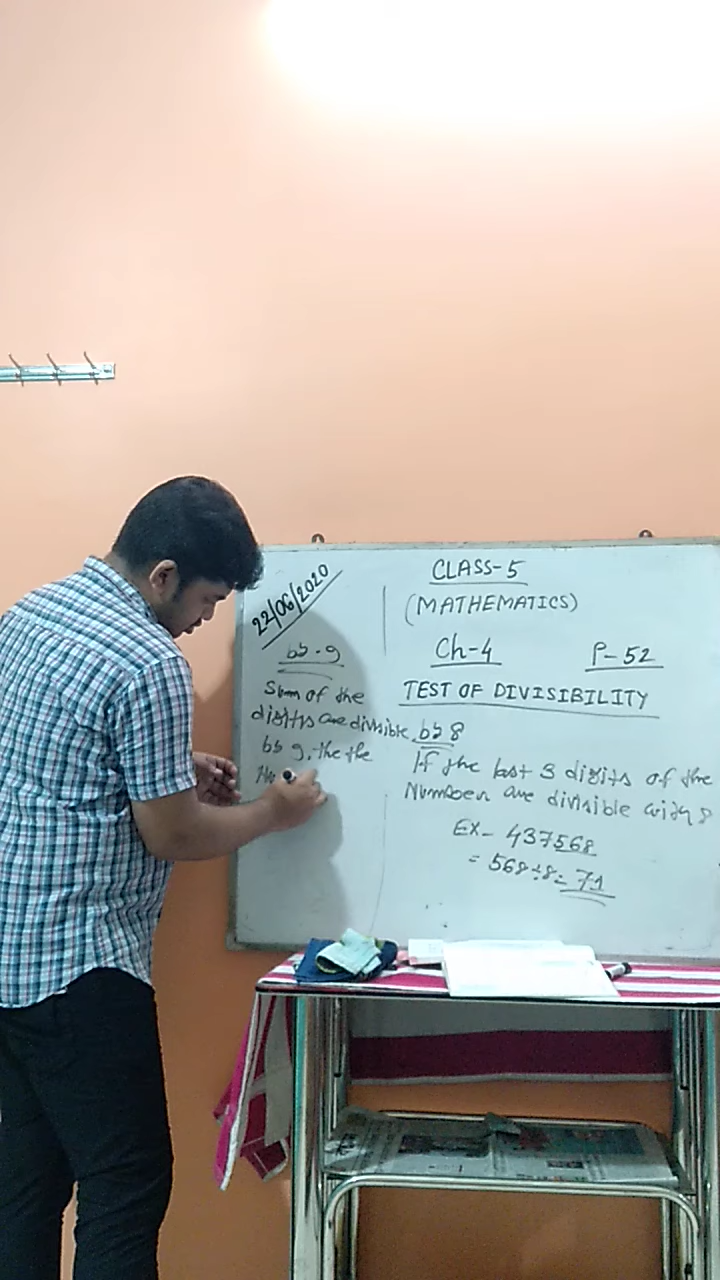 22/06/2020
CLASS-5
(MATHEMATICS)
Ch-4
P-52
TEST OF DIVISIBILITY
by 8
If the last 3 digits of the
Number are divisible with 8
EX- 437568
= 568÷8= 71
by-9
Sum of the
digits are divisible
by 9, the the